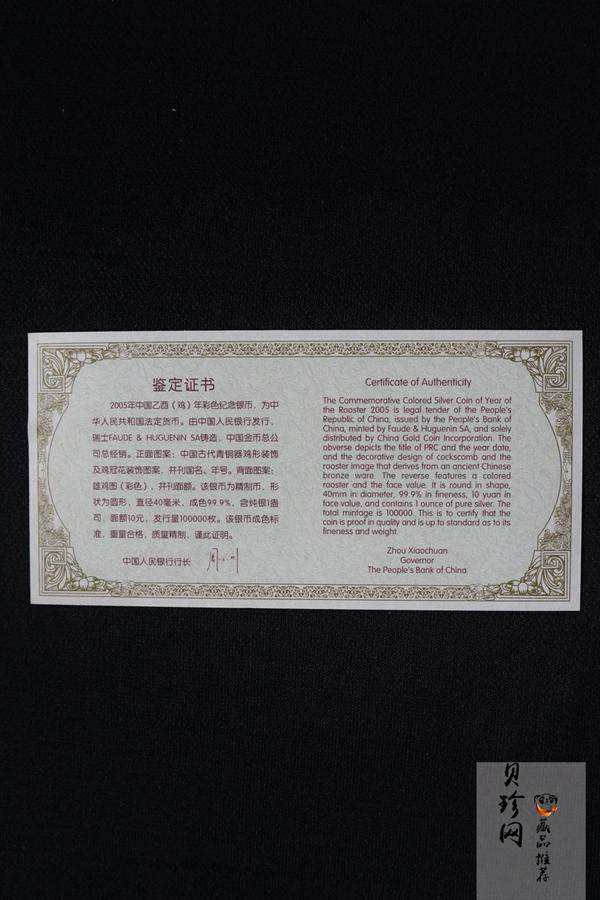 鉴定证书
2005年中国乙酉（鸡）年彩色纪念银币，为中
华人民共和国法定货币。由中国人民银行发行，
瑞士FAUDE & HUGUENIN SA铸造，中国金币总公
司总经销。正面图案：中国古代青铜器鸡形装饰
及鸡冠花装饰图案，并刊国名、年号。背面图案：
雄鸡图（彩色），并刊面额。该银币为精制币，形
状为圆形，直径40毫米，成色99.9%，含纯银1盎
司，面额10元，发行量100000枚。该银币成色标
准，重量合格，质量精制，谨此证明。
中国人民银行行长
Certificate of Authenticity
The Commemorative Colored Silver Coin of Year of
the Rooster 2005 is legal tender of the People's
Republic of China, issued by the People's Bank of
China, minted by Faude & Huguenin SA, and solely
distributed by China Gold Coin Incorporation. The
obverse depicts the title of PRC and the year date,
and the decorative design of cockscomb and the
rooster image that derives from an ancient Chinese
bronze ware. The reverse features a colored
rooster and the face value. It is round in shape,
40mm in diameter, 99.9% in fineness, 10 yuan in
face value, and contains 1 ounce of pure silver. The
total mintage is 100000. This is to certify that the
coin is proof in quality and is up to standard as to its
fineness and weight.
Zhou Xiaochuan
Governor
The People's Bank of China
贝珍网
藏品推荐